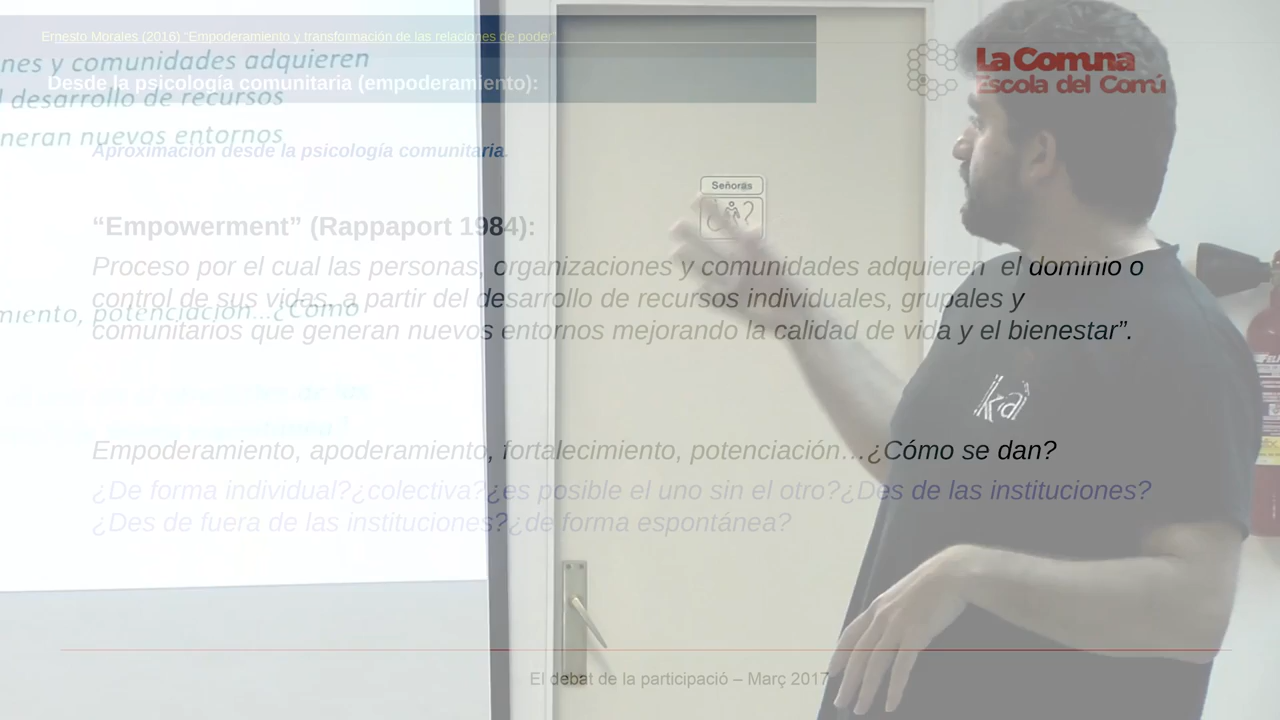 Ernesto Morales (2016) “Empoderamiento y transformación de las relaciones de poder”
nes y comunidades adquieren
Desde la psicología comunitaria (empoderamiento):
l desarrollo de recursos
neran nuevos entornos
Aproximación desde la psicología comunitaria.
La Comuna
Escola del Comú
Señoras
“Empowerment” (Rappaport 1984):
Proceso por el cual las personas, organizaciones y comunidades adquieren el dominio o
control de sus vidas, a partir del desarrollo de recursos individuales, grupales y
comunitarios que generan nuevos entornos mejorando la calidad de vida y el bienestar”.
miento, potenciación...¿Cómo
Empoderamiento, apoderamiento, fortalecimiento, potenciación…¿Cómo se dan?
¿De forma individual?¿colectiva?¿es posible el uno sin el otro?¿Des de las instituciones?
¿Des de fuera de las instituciones?¿de forma espontánea?
El debat de la participació – Març 2017